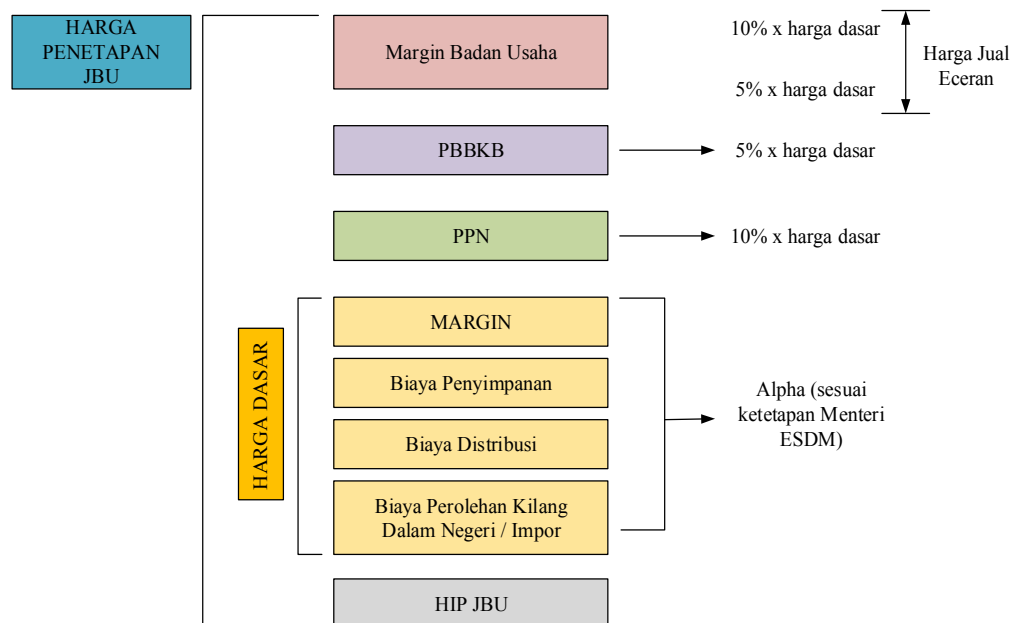 HARGA
PENETAPAN
JBU
Margin Badan Usaha
10% x harga dasar
5% x harga dasar
Harga Jual
Eceran
PBBKB
5% x harga dasar
PPN
10% x harga dasar
HARGA DASAR
MARGIN
Biaya Penyimpanan
Biaya Distribusi
Biaya Perolehan Kilang
Dalam Negeri / Impor
Alpha (sesuai
ketetapan Menteri
ESDM)
HIP JBU